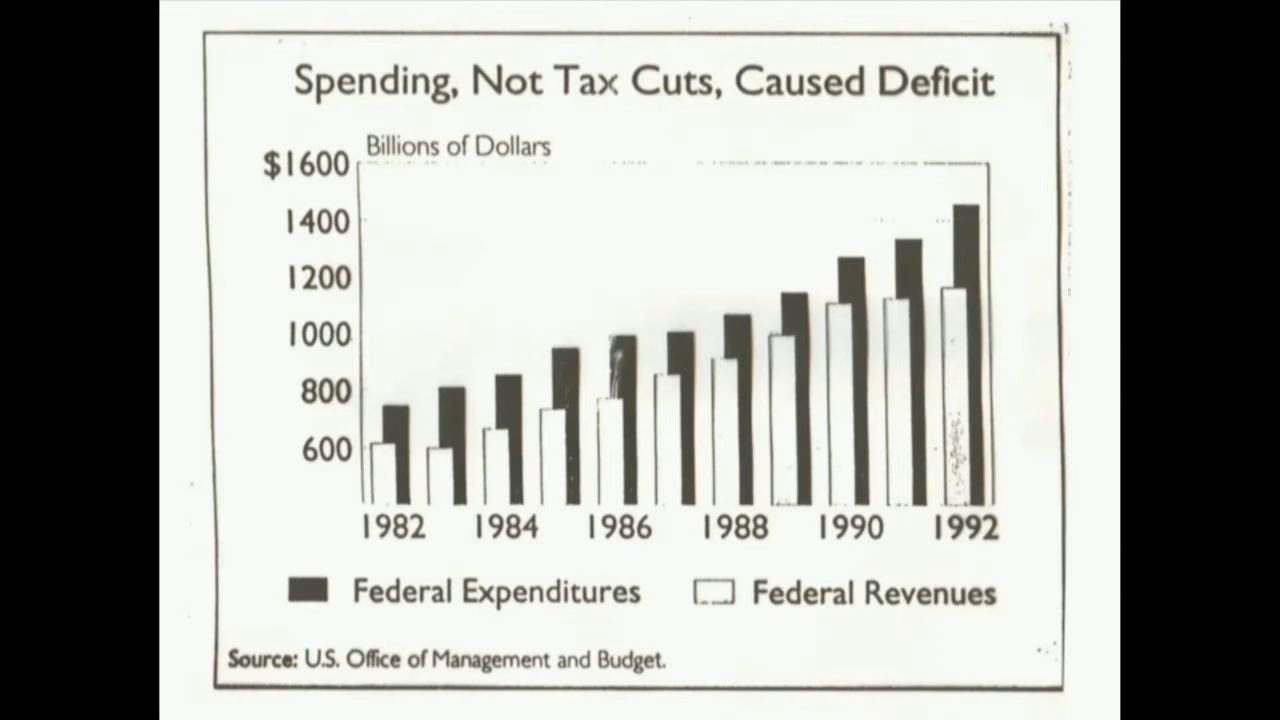 Spending, Not Tax Cuts, Caused Deficit
Billions of Dollars
$1600
1400
1200
1000
800
600
1982 1984 1986 1988 1990 1992
Federal Expenditures Federal Revenues
Source: U.S. Office of Management and Budget.